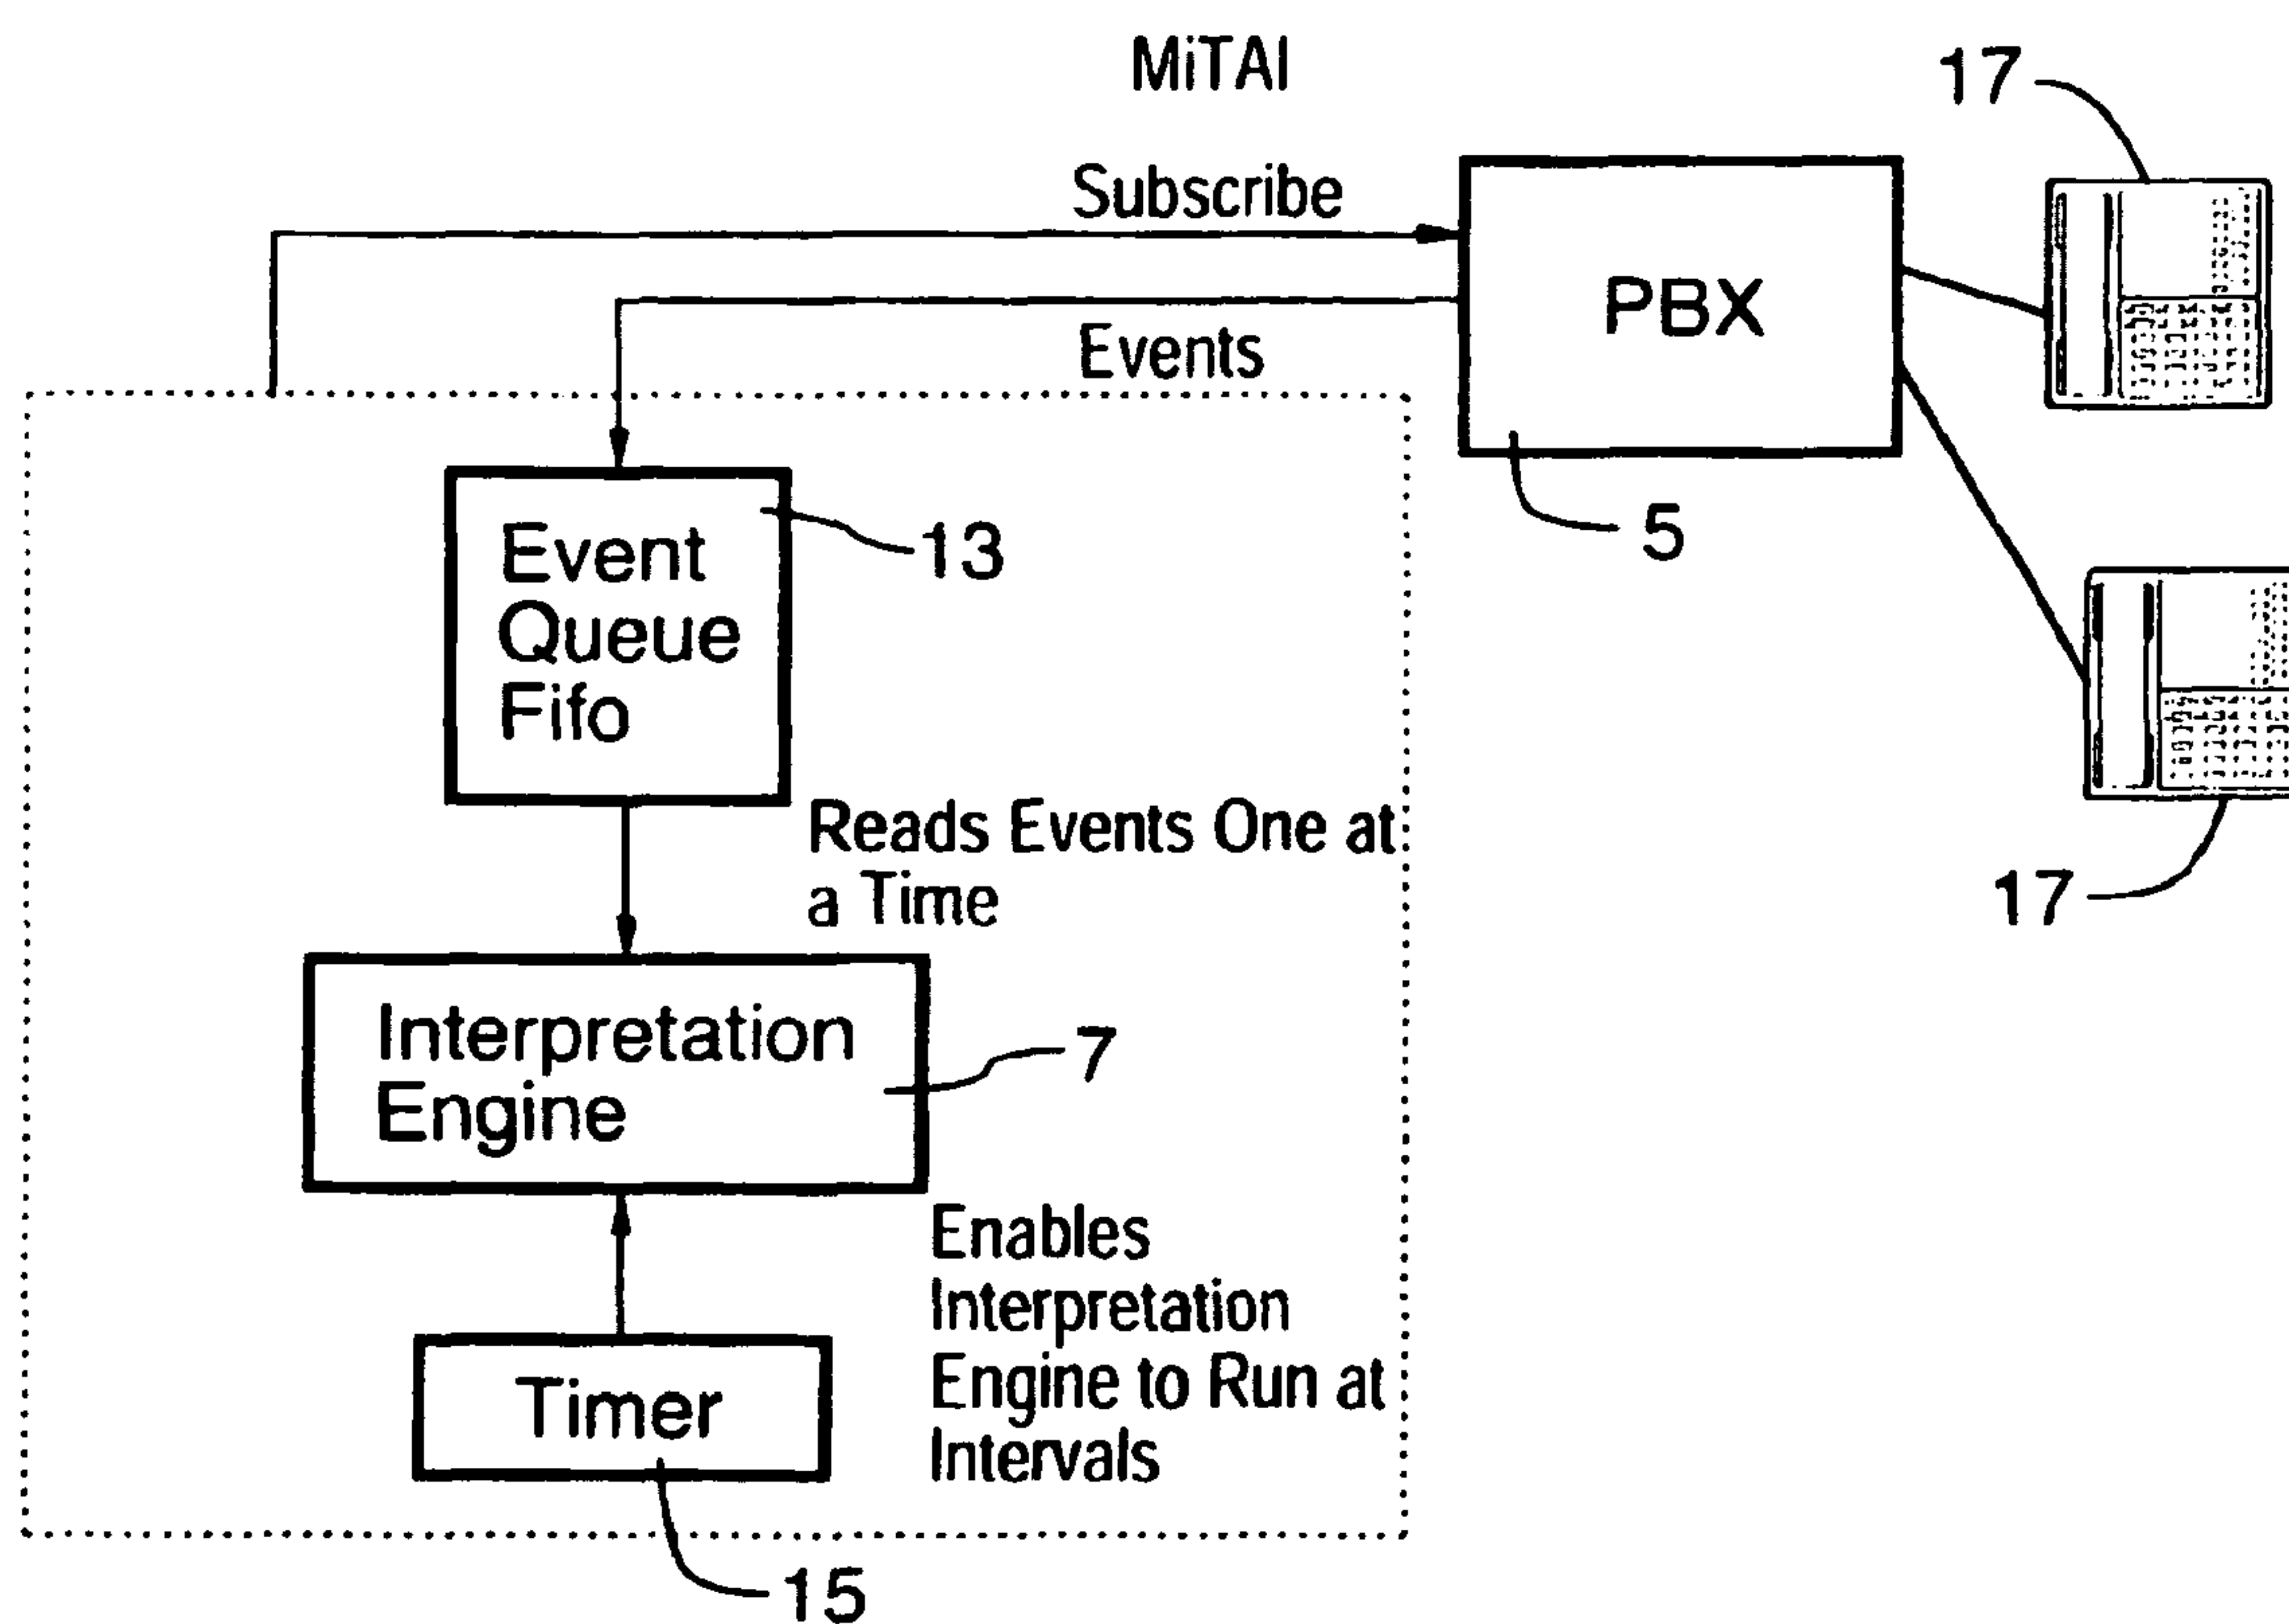 MiTAI
17
Subscribe
PBX
Events
5
Event
Queue
Fifo
13
Reads Events One at
a Time
17
Interpretation
Engine
7
Enables
Interpretation
Engine to Run at
Intervals
Timer
15